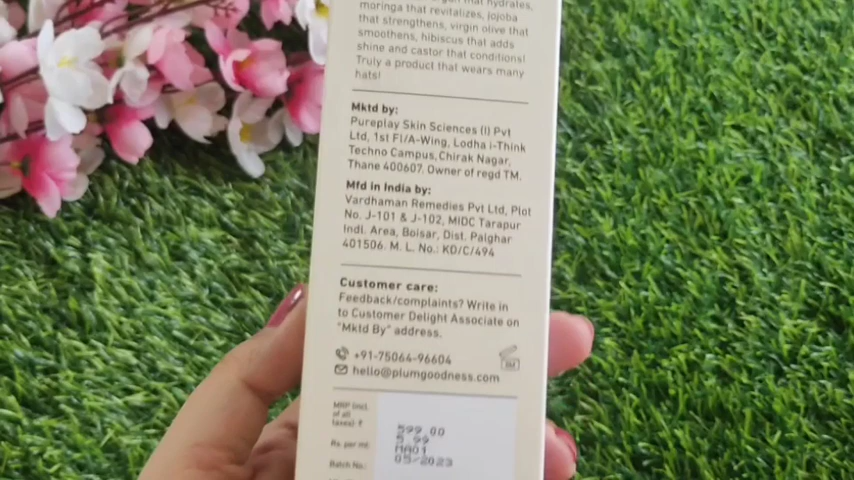 that hydrates,
moringa that revitalizes, jojoba
that strengthens, virgin olive that
smoothens, hibiscus that adds
shine and castor that conditions!
Truly a product that wears many
hats!
Mktd by:
Pureplay Skin Sciences (I) Pvt
Ltd, 1st Fl/A-Wing, Lodha i-Think
Techno Campus, Chirak Nagar,
Thane 400607. Owner of regd TM.
Mfd in India by:
Vardhaman Remedies Pvt Ltd, Plot
No. J-101 & J-102, MIDC Tarapur
Indl. Area, Boisar, Dist. Palghar
401506. M. L. No.: KD/C/494
Customer care:
Feedback/complaints? Write in
to Customer Delight Associate on
"Mktd By" address.
+91-75064-96604
hello@plumgoodness.com
MRP (incl.
of all
taxes): ₹
599.00
Rs. per ml:
5.99
Batch No.:
MA01
05/2023